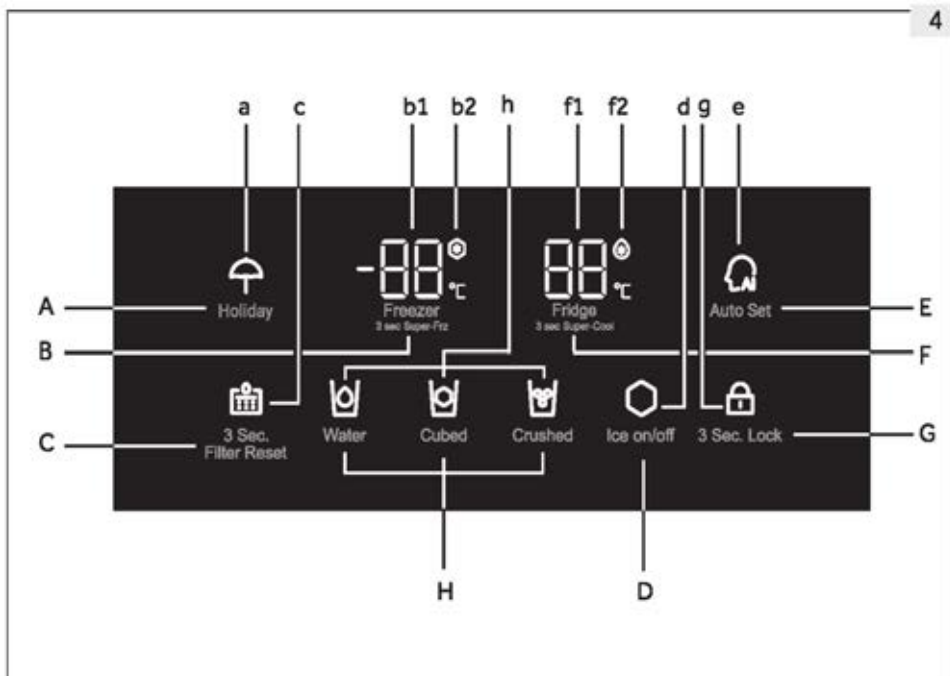 4
a c b1 b2 h f1 f2 d g e
-88 °C 88 °C Ai
A Holiday Freezer Fridge Auto Set E
B 3 sec Super-Frz 3 sec Super-Cool F
C 3 Sec. Water Cubed Crushed Ice on/off 3 Sec. Lock G
Filter Reset
H D